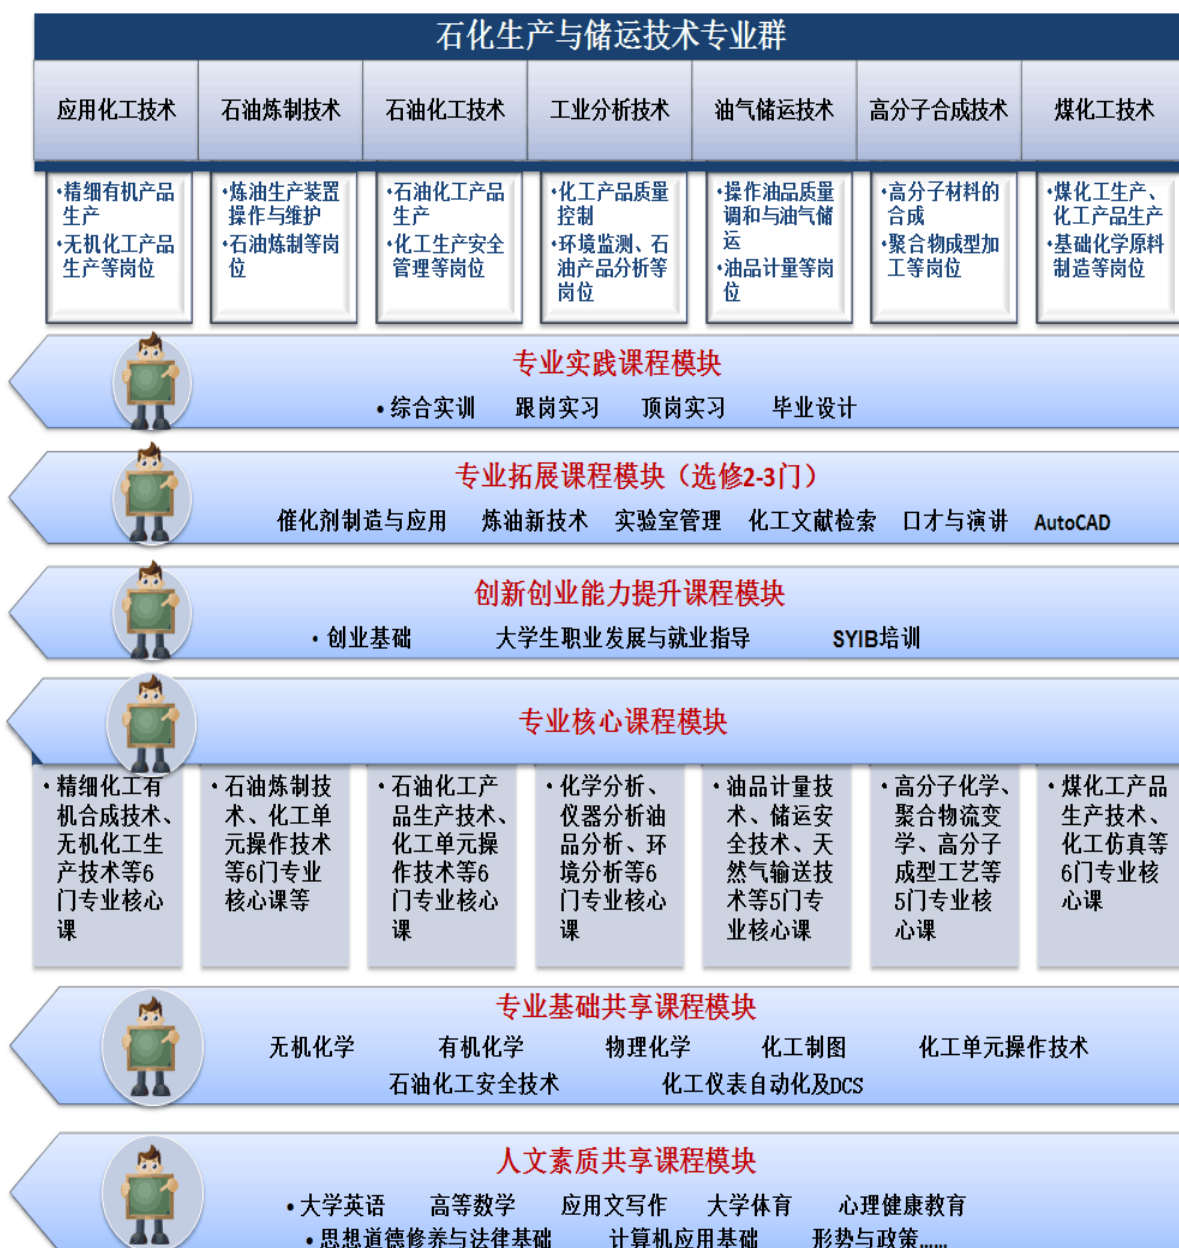 石化生产与储运技术专业群
应用化工技术
石油炼制技术
石油化工技术
工业分析技术
油气储运技术
高分子合成技术
煤化工技术
•精细有机产品
生产
•无机化工产品
生产等岗位
•炼油生产装置
操作与维护
•石油炼制等岗
位
•石油化工产品
生产
•化工生产安全
管理等岗位
•化工产品质量
控制
•环境监测、石
油产品分析等
岗位
•操作油品质量
调和与油气储
运
•油品计量等岗
位
•高分子材料的
合成
•聚合物成型加
工等岗位
•煤化工生产、
化工产品生产
•基础化学原料
制造等岗位
专业实践课程模块
•综合实训 跟岗实习 顶岗实习 毕业设计
专业拓展课程模块（选修2-3门）
催化剂制造与应用 炼油新技术 实验室管理 化工文献检索 口才与演讲 AutoCAD
创新创业能力提升课程模块
•创业基础 大学生职业发展与就业指导 SYIB培训
专业核心课程模块
•精细化工有
机合成技术、
无机化工生
产技术等6
门专业核心
课
•石油炼制技
术、化工单
元操作技术
等6门专业
核心课等
•石油化工产
品生产技术、
化工单元操
作技术等6
门专业核心
课
•化学分析、
仪器分析油
品分析、环
境分析等6
门专业核心
课
•油品计量技
术、储运安
全技术、天
然气输送技
术等5门专
业核心课
•高分子化学、
聚合物流变
学、高分子
成型工艺等
5门专业核
心课
•煤化工产品
生产技术、
化工仿真等
6门专业核
心课
专业基础共享课程模块
无机化学 有机化学 物理化学 化工制图 化工单元操作技术
石油化工安全技术 化工仪表自动化及DCS
人文素质共享课程模块
•大学英语 高等数学 应用文写作 大学体育 心理健康教育
•思想道德修养与法律基础 计算机应用基础 形势与政策......